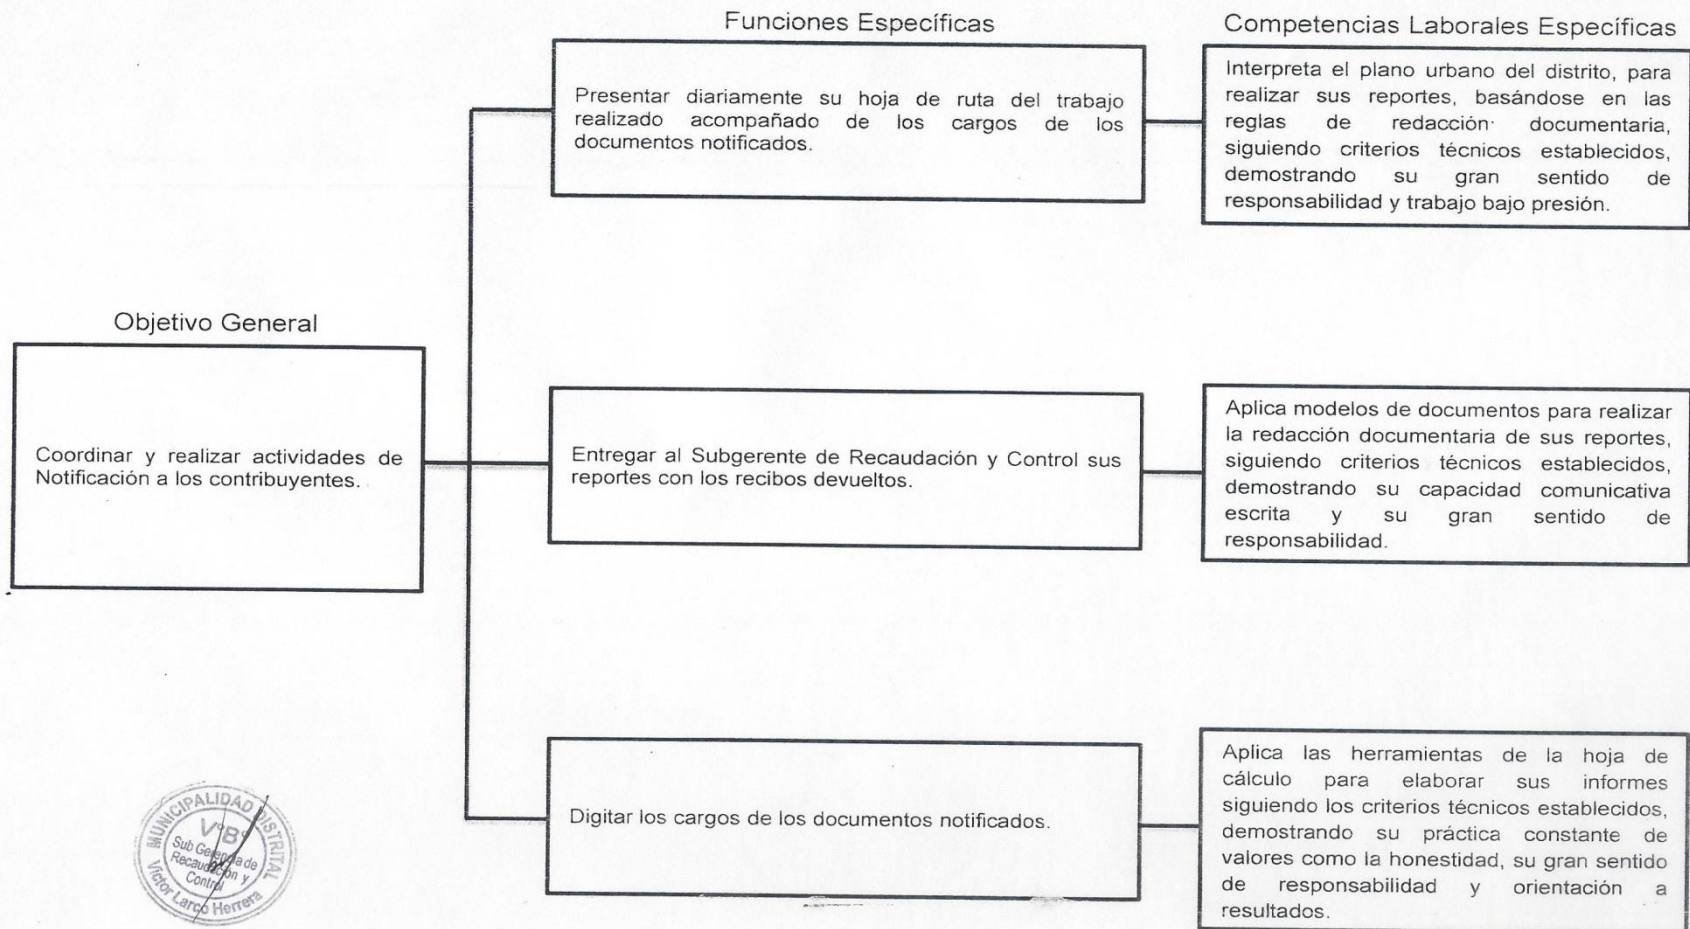 Funciones Específicas
Competencias Laborales Específicas
Presentar diariamente su hoja de ruta del trabajo
realizado acompañado de los cargos de los
documentos notificados.
Interpreta el plano urbano del distrito, para
realizar sus reportes, basándose en las
reglas de redacción documentaria,
siguiendo criterios técnicos establecidos,
demostrando su gran sentido de
responsabilidad y trabajo bajo presión.
Objetivo General
Coordinar y realizar actividades de
Notificación a los contribuyentes.
Entregar al Subgerente de Recaudación y Control sus
reportes con los recibos devueltos.
Aplica modelos de documentos para realizar
la redacción documentaria de sus reportes,
siguiendo criterios técnicos establecidos,
demostrando su capacidad comunicativa
escrita y su gran sentido de
responsabilidad.
Digitar los cargos de los documentos notificados.
Aplica las herramientas de la hoja de
cálculo para elaborar sus informes
siguiendo los criterios técnicos establecidos,
demostrando su práctica constante de
valores como la honestidad, su gran sentido
de responsabilidad y orientación a
resultados.
MUNICIPALIDAD DISTRITAL
V°B°
Sub Gerencia de
Recaudación y
Control
Víctor Larco Herrera